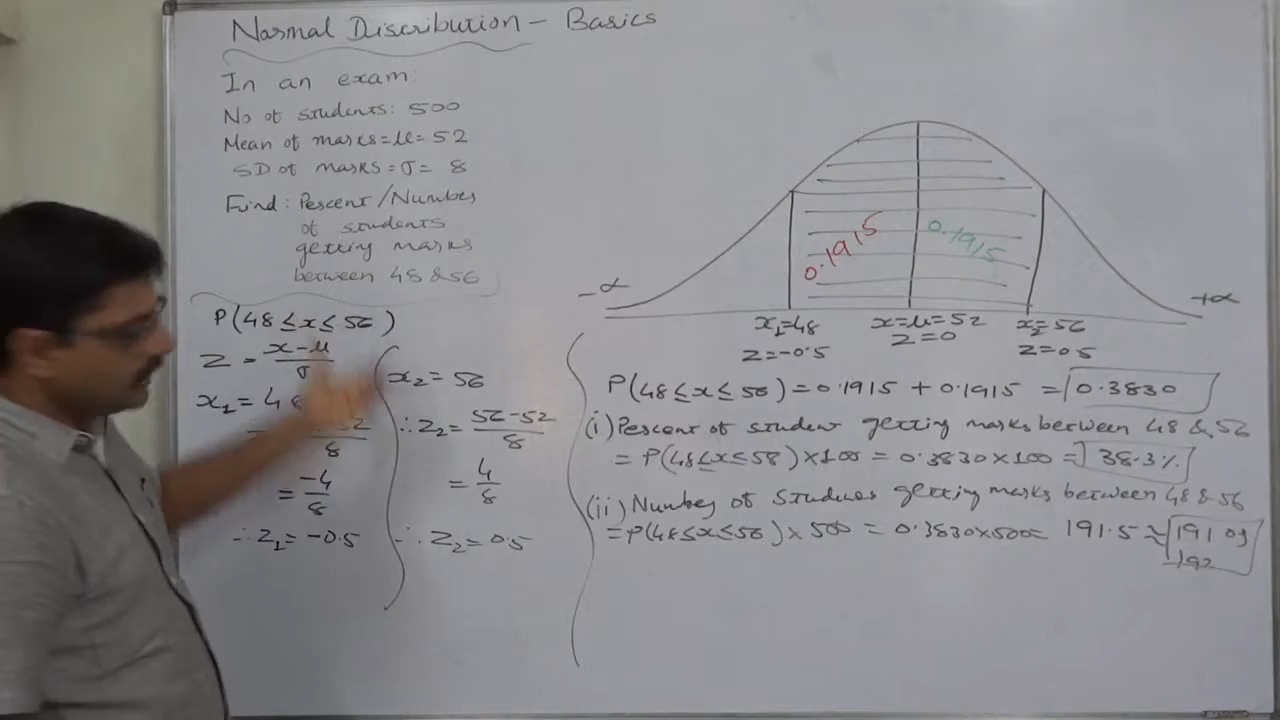 Normal Distribution - Basics
In an exam:
No of students: 500
Mean of marks = μ = 52
SD of marks = σ = 8
Find: Percent/Number
of students
getting marks
between 48 & 56
P(48 ≤ x ≤ 56)
Z = x-μ / σ
x₁ = 48
52 / 8
= -4 / 8
∴ Z₁ = -0.5
x₂ = 56
∴ Z₂ = 56-52 / 8
= 4 / 8
∴ Z₂ = 0.5
0.1915 0.1915
-∝ +∝
x₁=48 x=μ=52 x₂=56
Z=-0.5 Z=0 Z=0.5
P(48 ≤ x ≤ 56) = 0.1915 + 0.1915 = 0.3830
(i) Percent of student getting marks between 48 & 56
= P(48 ≤ x ≤ 58) × 100 = 0.3830 × 100 = 38.3%
(ii) Number of students getting marks between 48 & 56
= P(48 ≤ x ≤ 56) × 500 = 0.3830 × 500 = 191.5 ≈ 191 or
192